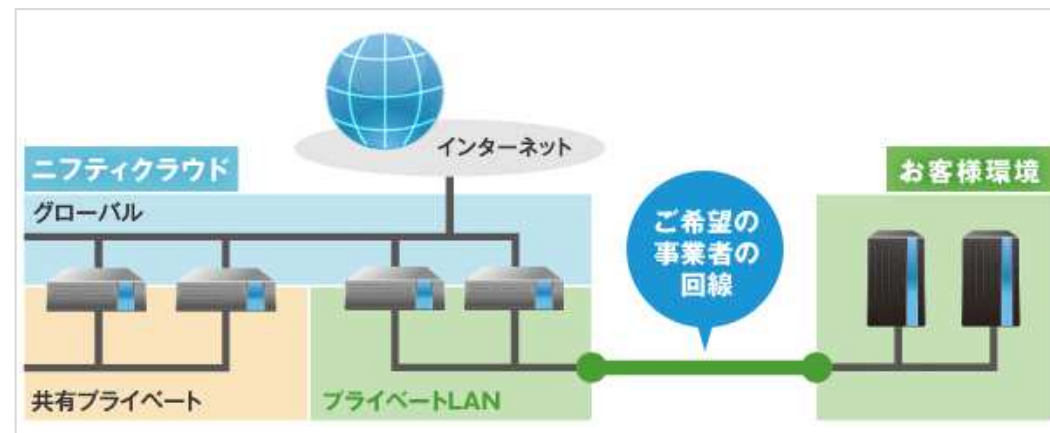 インターネット
ニフティクラウド
お客様環境
グローバル
ご希望の
事業者の
回線
共有プライベート
プライベートLAN